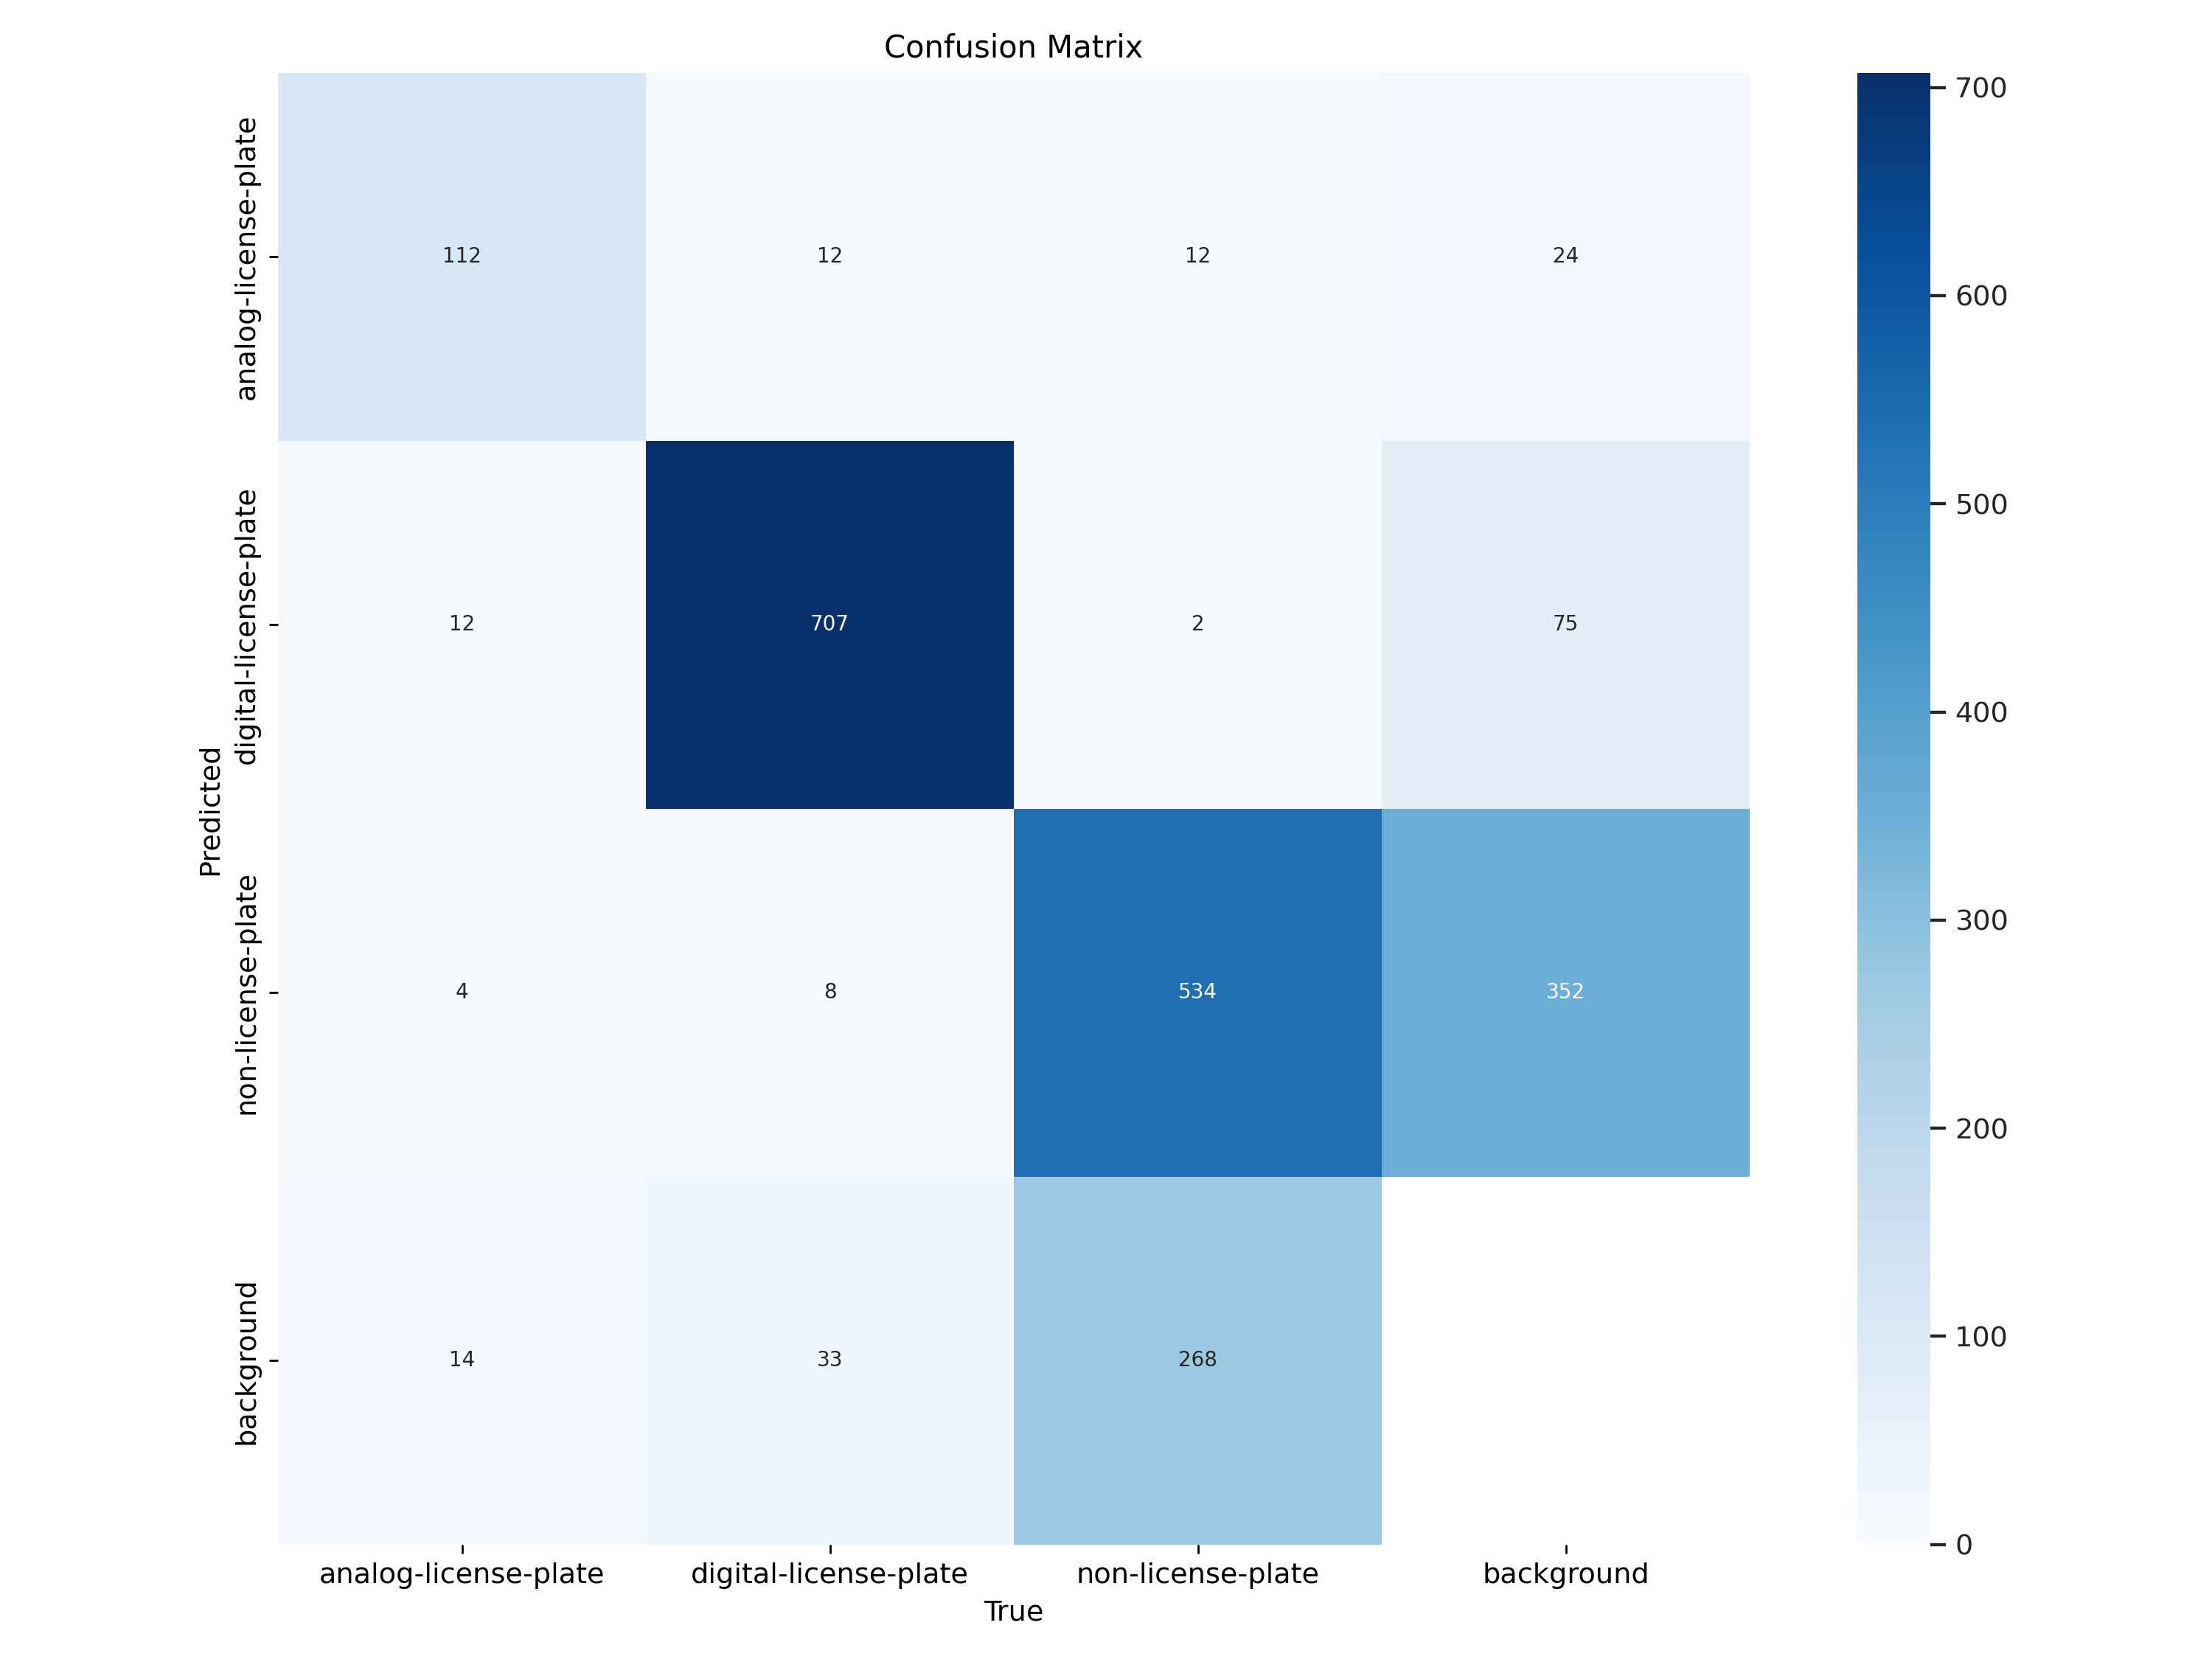 Confusion Matrix
Predicted
analog-license-plate
112 12 12 24
digital-license-plate
12 707 2 75
non-license-plate
4 8 534 352
background
14 33 268
analog-license-plate digital-license-plate non-license-plate background
True
700
600
500
400
300
200
100
0